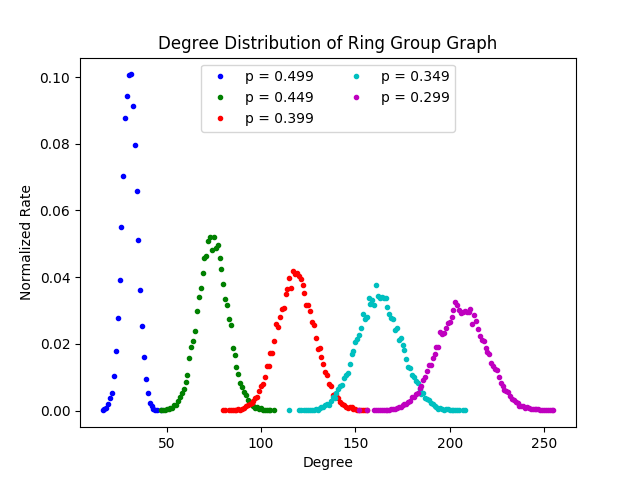 Degree Distribution of Ring Group Graph
p = 0.499
p = 0.449
p = 0.399
p = 0.349
p = 0.299
Normalized Rate
0.10
0.08
0.06
0.04
0.02
0.00
50
100
150
200
250
Degree